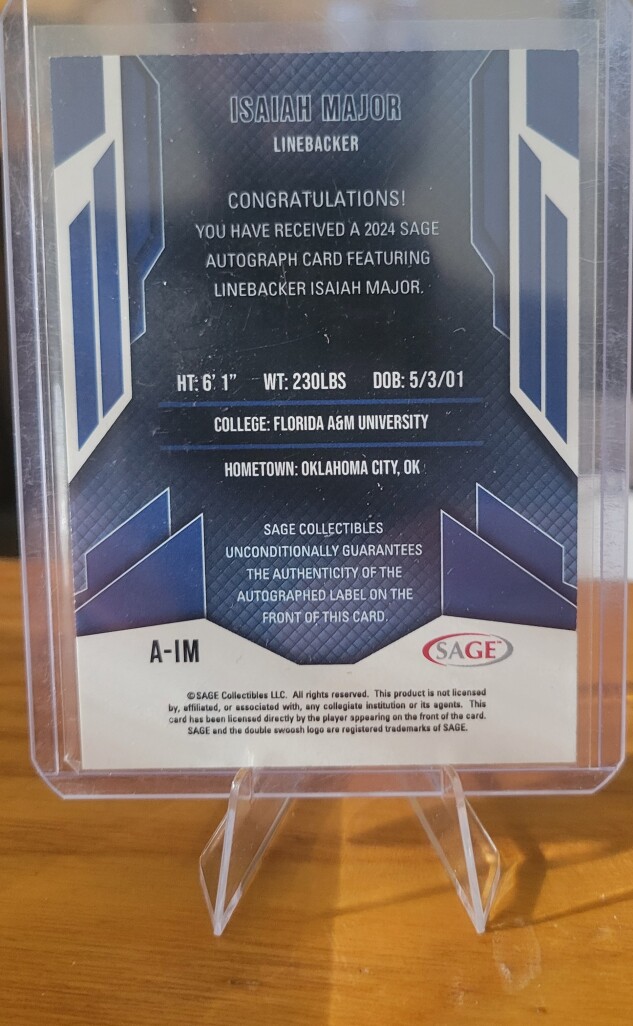 ISAIAH MAJOR
LINEBACKER
CONGRATULATIONS!
YOU HAVE RECEIVED A 2024 SAGE
AUTOGRAPH CARD FEATURING
LINEBACKER ISAIAH MAJOR.
HT: 6' 1" WT: 230LBS DOB: 5/3/01
COLLEGE: FLORIDA A&M UNIVERSITY
HOMETOWN: OKLAHOMA CITY, OK
SAGE COLLECTIBLES
UNCONDITIONALLY GUARANTEES
THE AUTHENTICITY OF THE
AUTOGRAPHED LABEL ON THE
FRONT OF THIS CARD.
A-IM
SAGE™
© SAGE Collectibles LLC. All rights reserved. This product is not licensed
by, affiliated, or associated with, any collegiate institution or its agents. This
card has been licensed directly by the player appearing on the front of the card.
SAGE and the double swoosh logo are registered trademarks of SAGE.